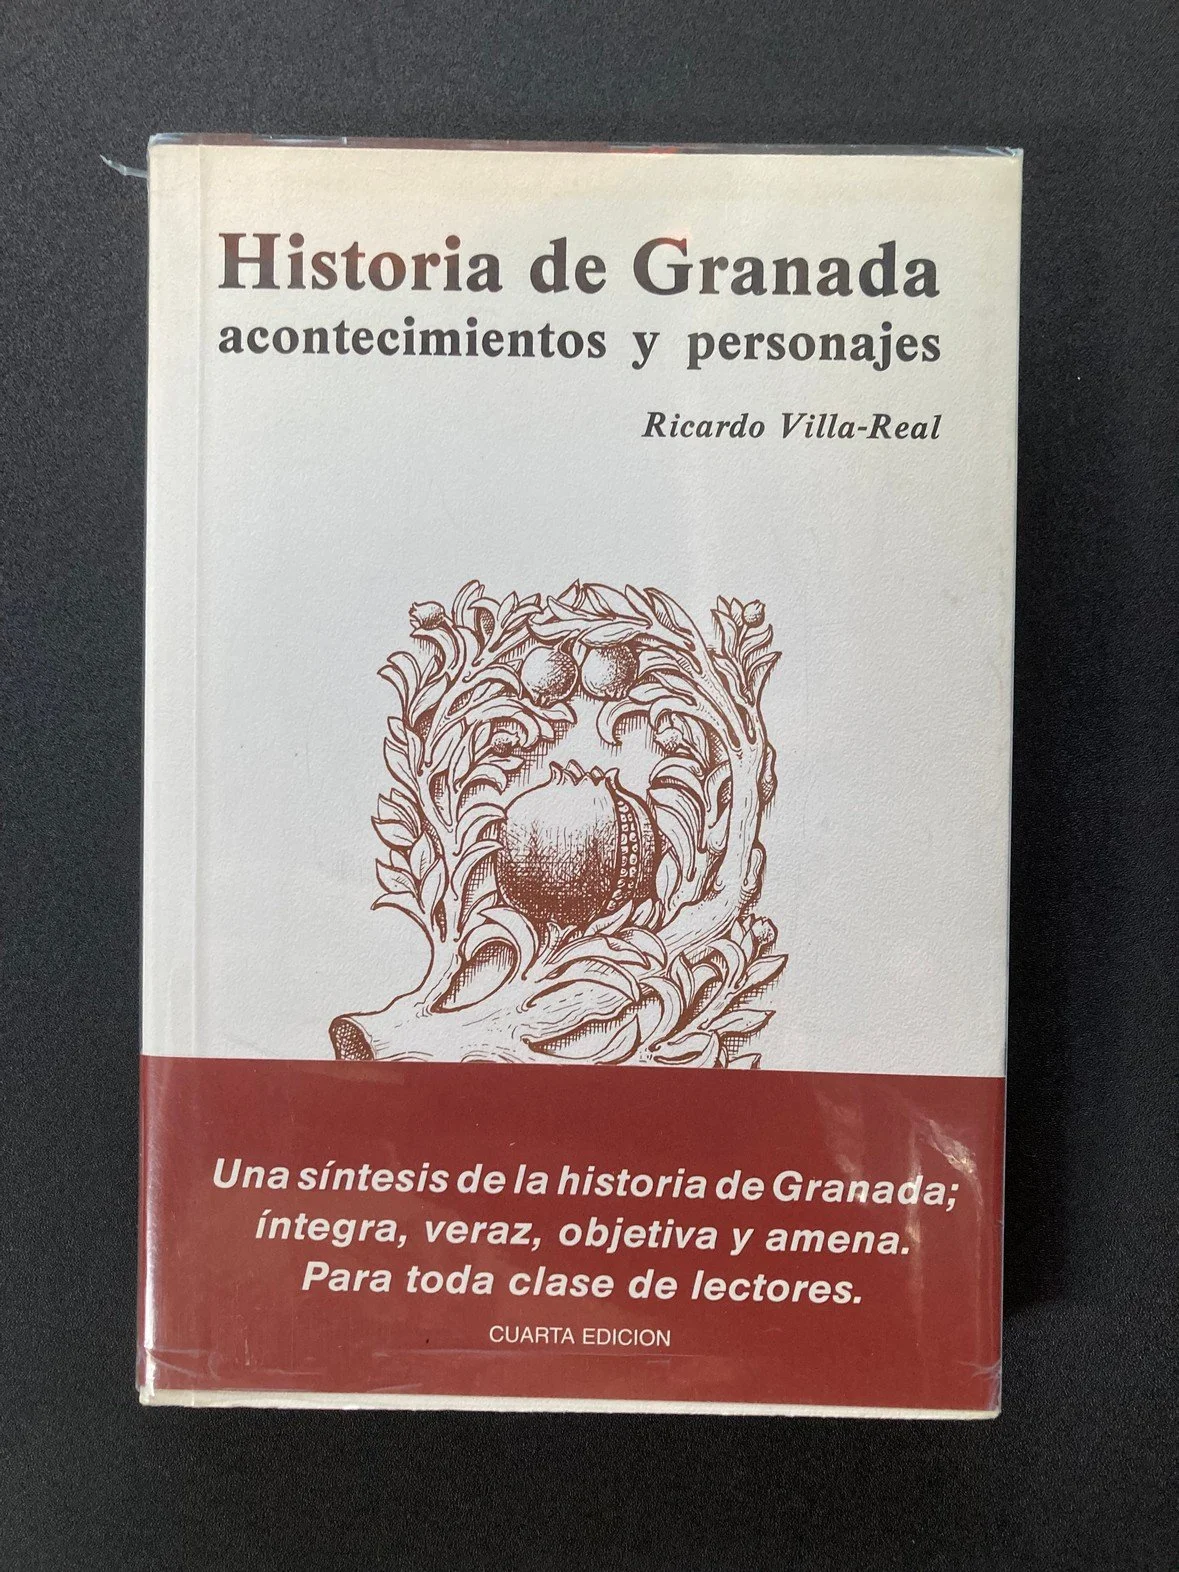 Historia de Granada
acontecimientos y personajes
Ricardo Villa-Real
Una síntesis de la historia de Granada;
íntegra, veraz, objetiva y amena.
Para toda clase de lectores.
CUARTA EDICION